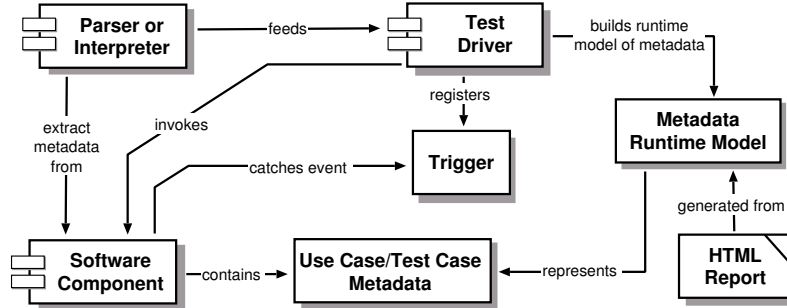 Parser or
Interpreter
feeds
Test
Driver
builds runtime
model of metadata
registers
extract
metadata
from
invokes
Metadata
Runtime Model
catches event
Trigger
generated from
Software
Component
contains
Use Case/Test Case
Metadata
represents
HTML
Report